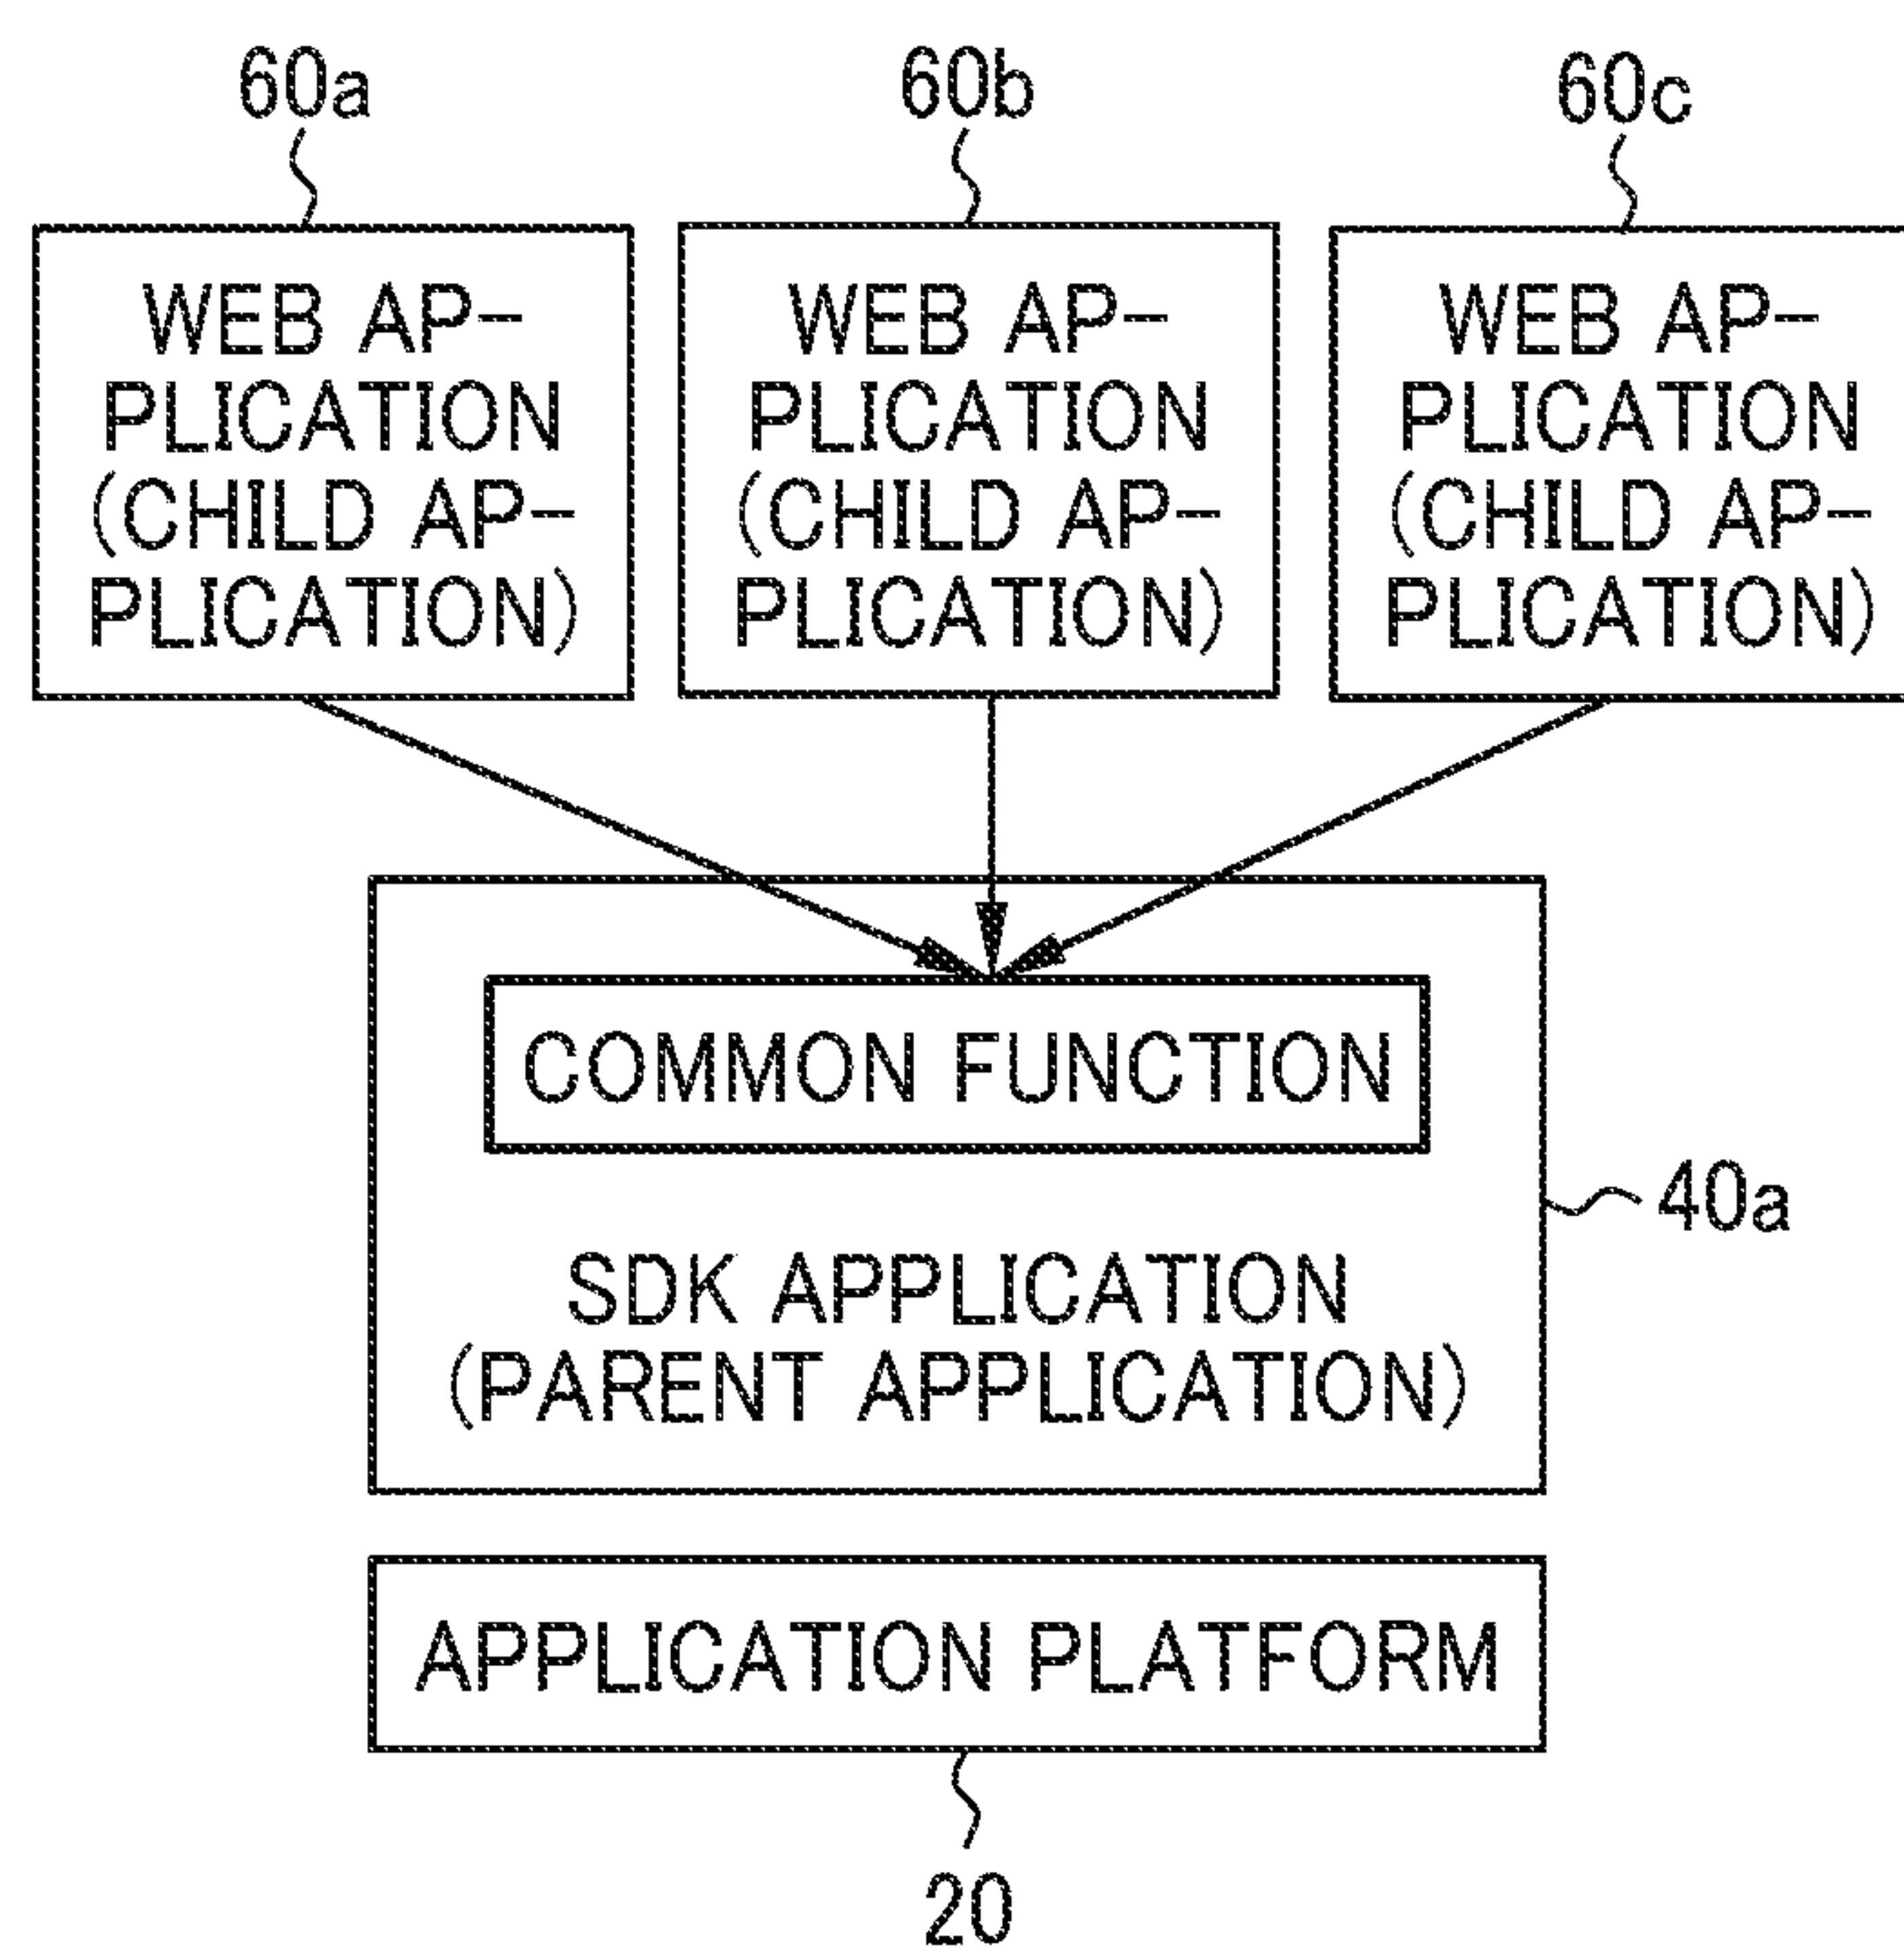 60a
60b
60c
WEB AP-
PLICATION
(CHILD AP-
PLICATION)
WEB AP-
PLICATION
(CHILD AP-
PLICATION)
WEB AP-
PLICATION
(CHILD AP-
PLICATION)
COMMON FUNCTION
40a
SDK APPLICATION
(PARENT APPLICATION)
APPLICATION PLATFORM
20